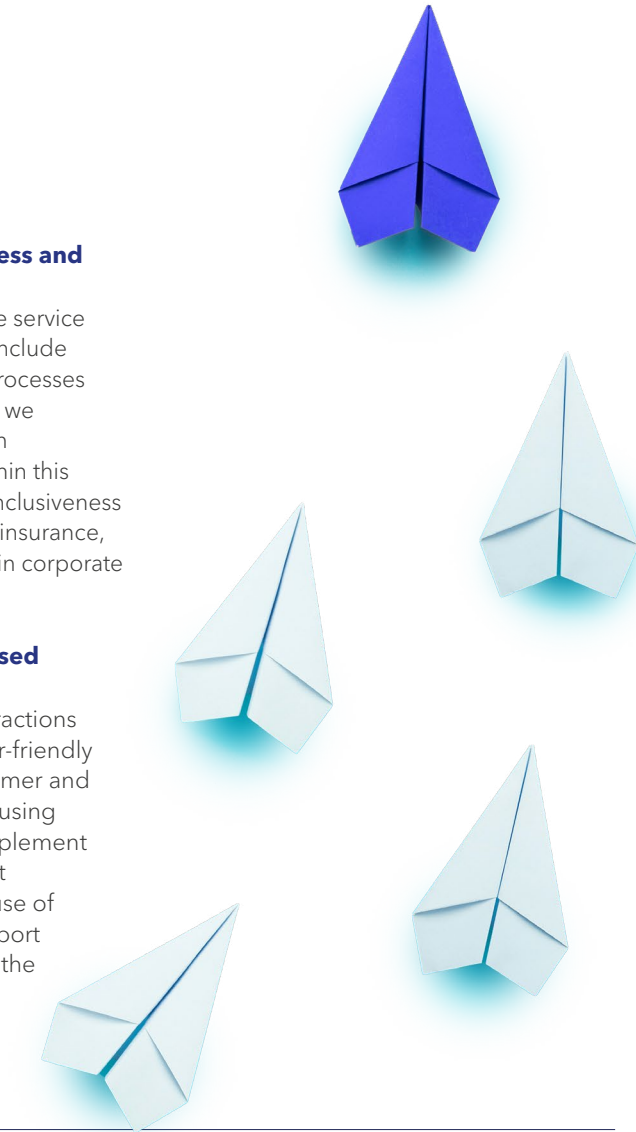 ess and
e service
nclude
rocesses
we
n
hin this
nclusiveness
insurance,
in corporate
sed
ractions
r-friendly
mer and
using
plement
t
use of
port
the